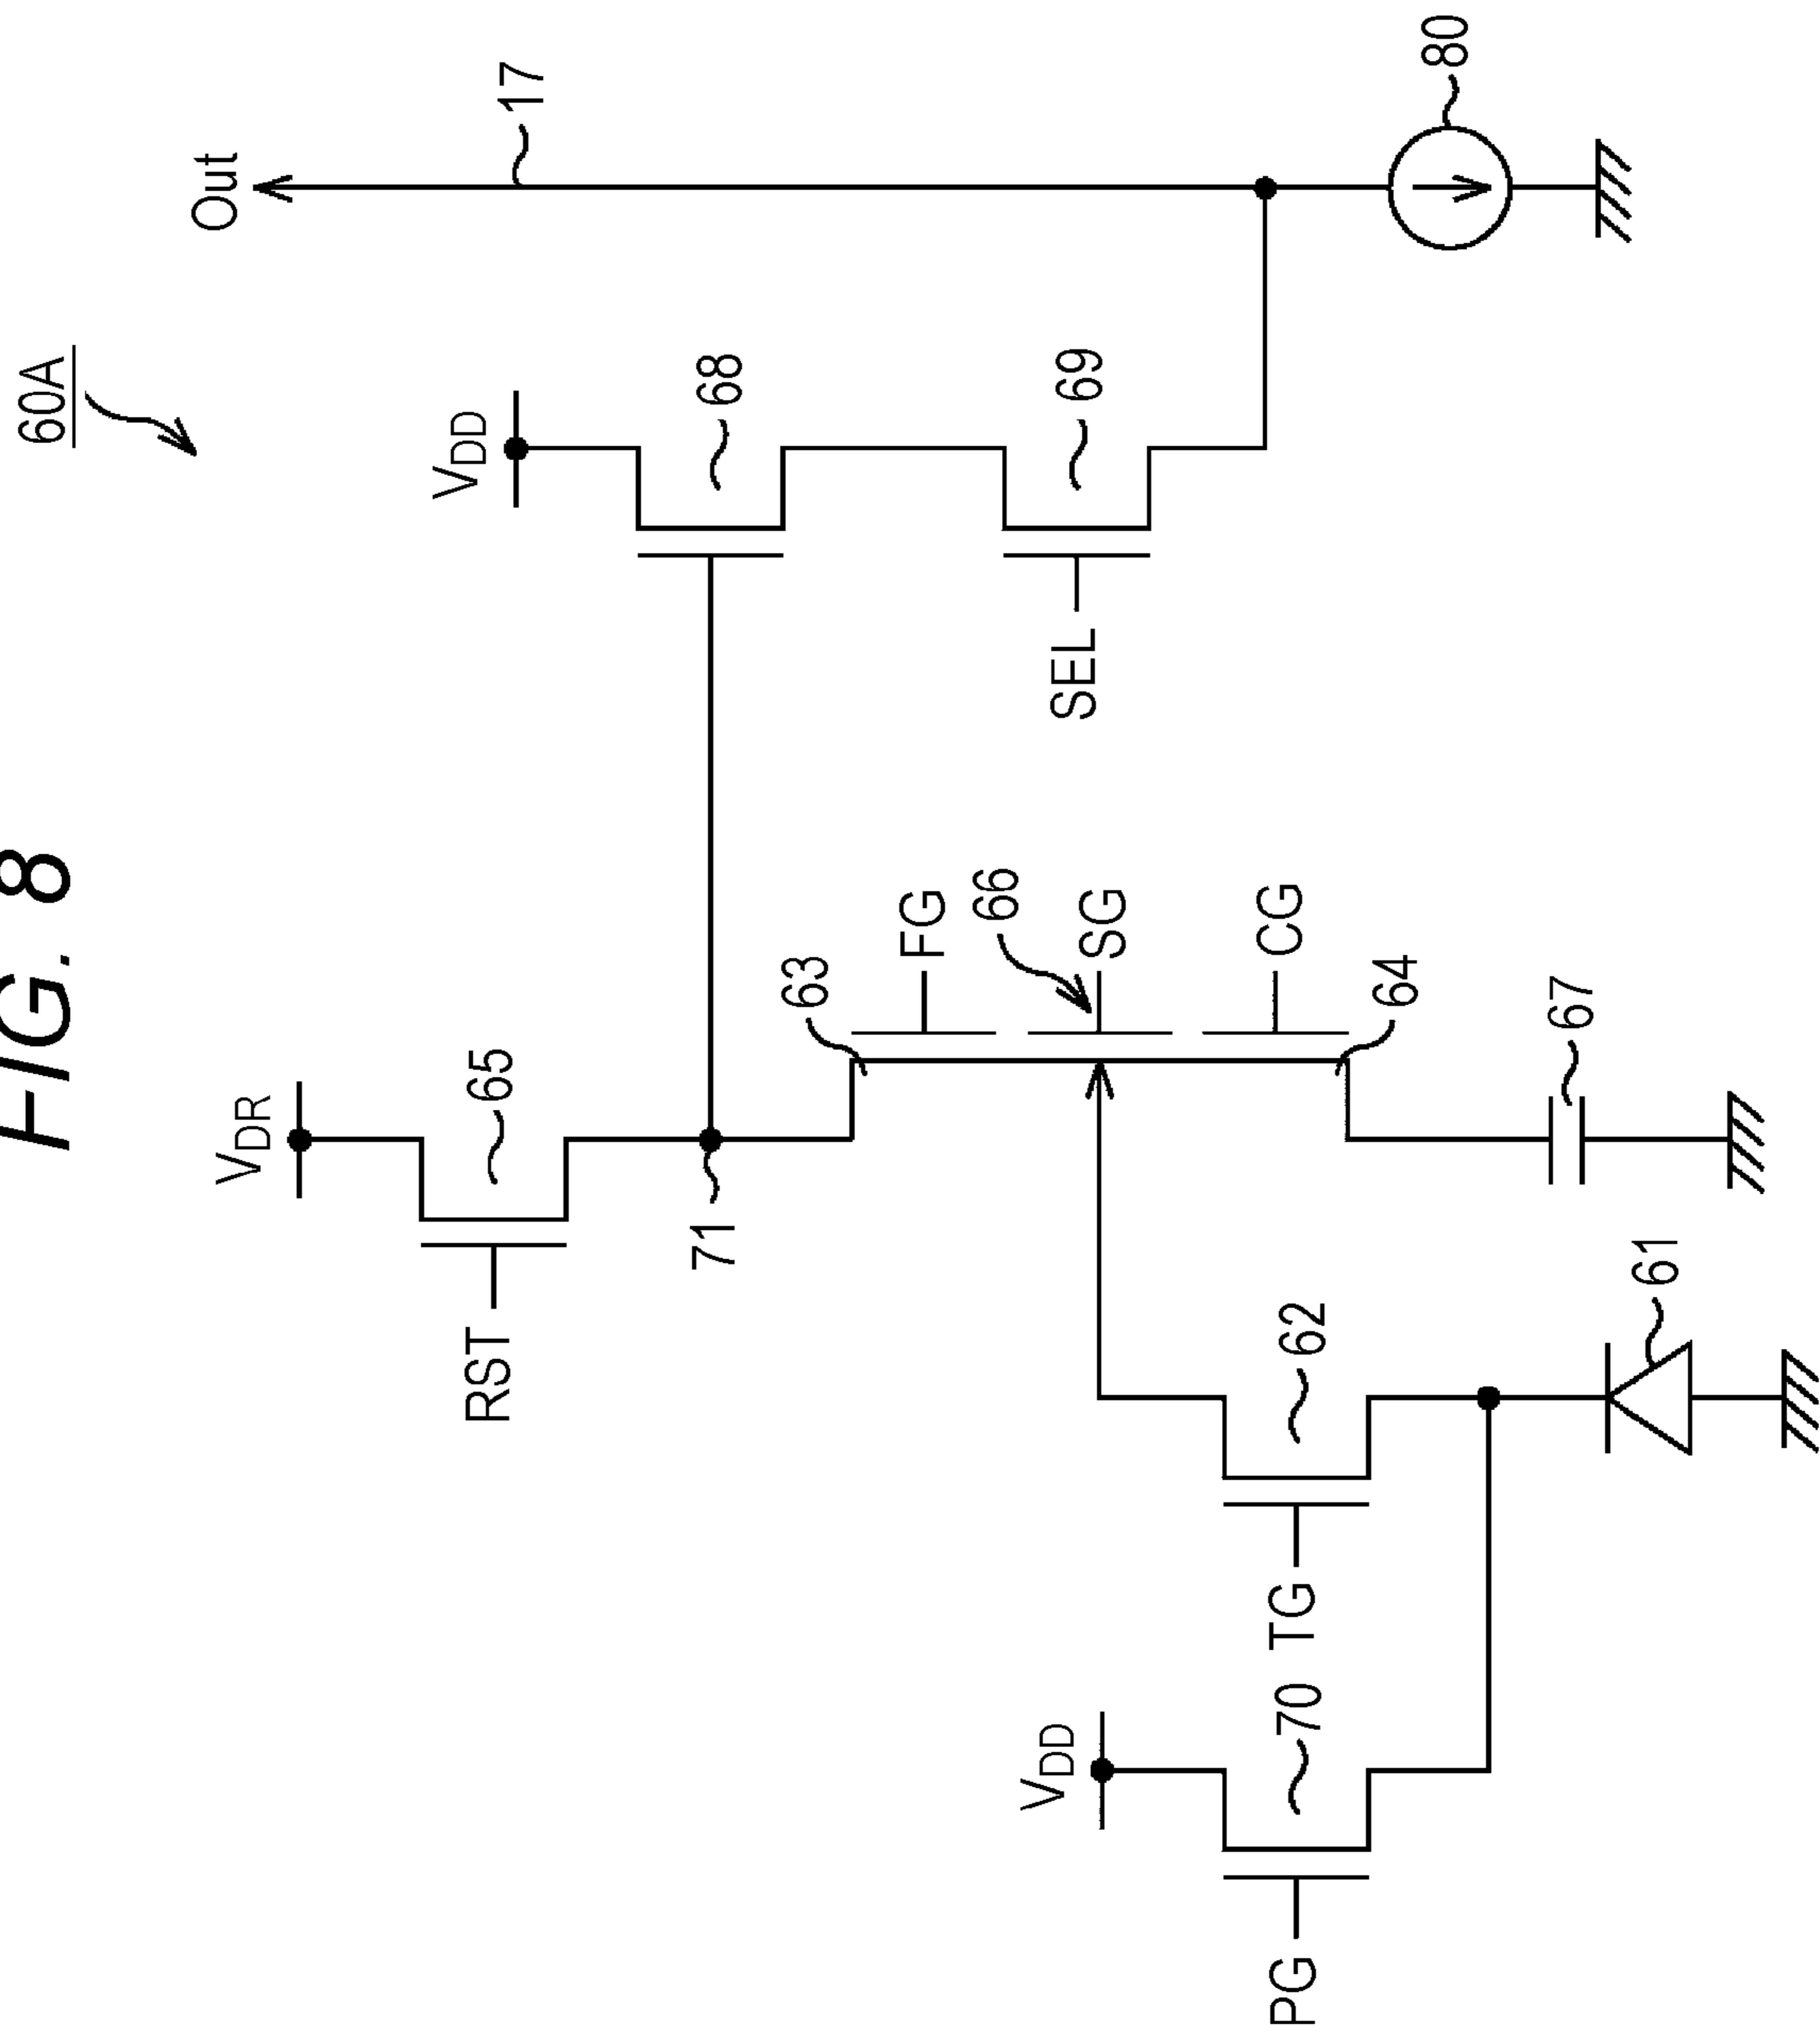 FIG. 8
60A
Out
17
VDR
VDD
RST
65
68
71
63
FG
66
SG
CG
64
SEL
69
VDD
PG
70
TG
62
61
67
80